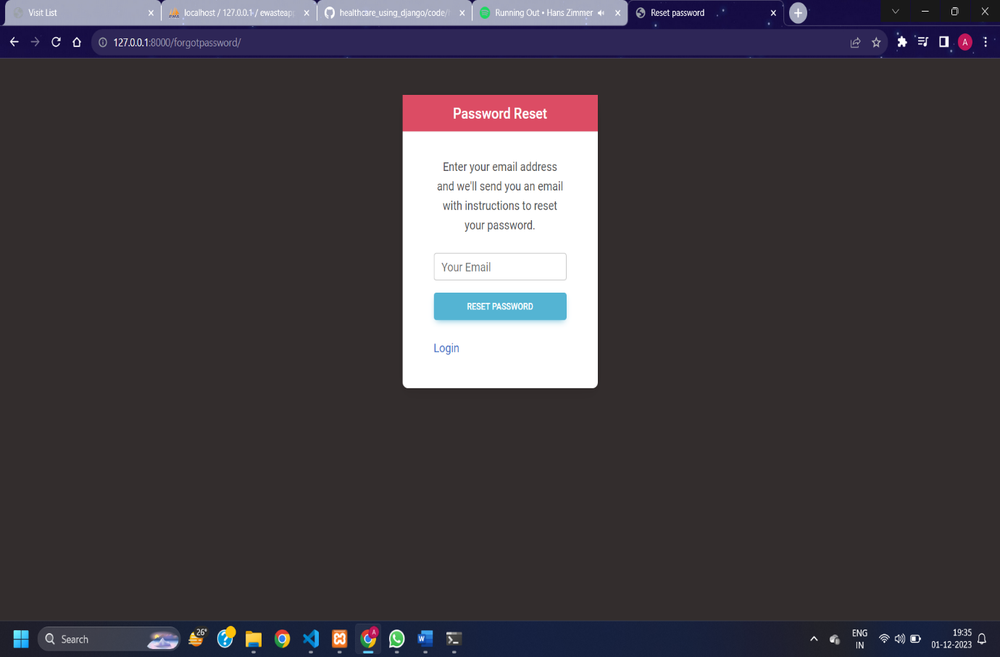 Visit List
localhost / 127.0.0.1 / ewasteapp
healthcare_using_django/code/
Running Out • Hans Zimmer
Reset password
127.0.0.1:8000/forgotpassword/
A
Password Reset
Enter your email address
and we'll send you an email
with instructions to reset
your password.
Your Email
RESET PASSWORD
Login
Search
26°
A
ENG
IN
19:35
01-12-2023